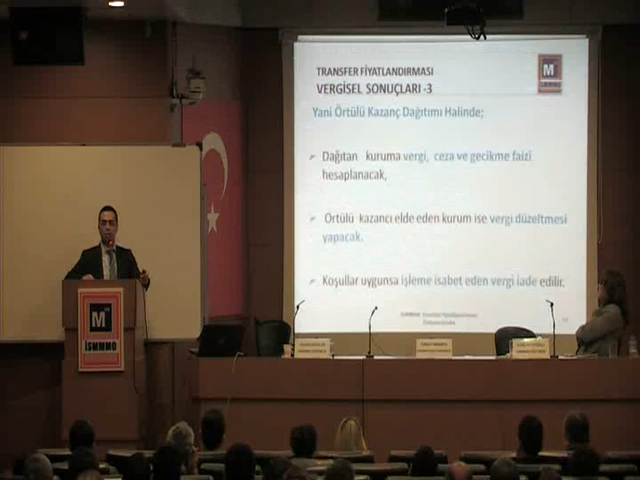 TRANSFER FİYATLANDIRMASI
VERGİSEL SONUÇLARI -3
Yani Örtülü Kazanç Dağıtımı Halinde;
Dağıtan kuruma vergi, ceza ve gecikme faizi
hesaplanacak,
Örtülü kazancı elde eden kurum ise vergi düzeltmesi
yapacak.
Koşullar uygunsa işleme isabet eden vergi iade edilir.
M
M
İSMMMO